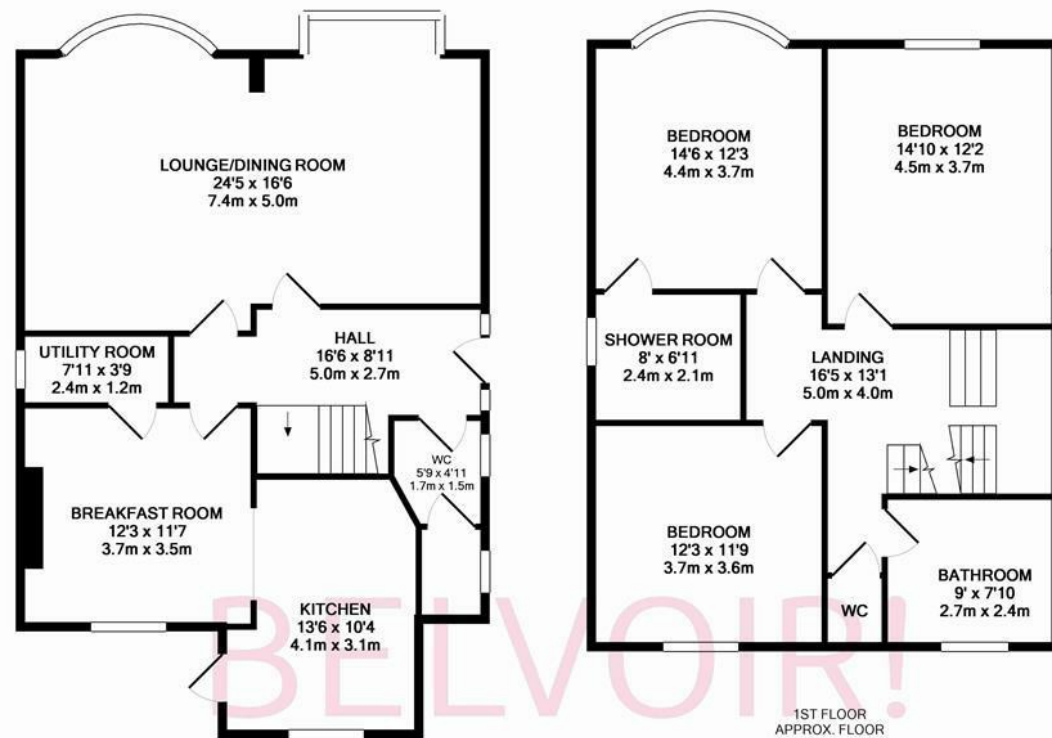 LOUNGE/DINING ROOM
24'5 x 16'6
7.4m x 5.0m
UTILITY ROOM
7'11 x 3'9
2.4m x 1.2m
HALL
16'6 x 8'11
5.0m x 2.7m
WC
5'9 x 4'11
1.7m x 1.5m
BREAKFAST ROOM
12'3 x 11'7
3.7m x 3.5m
KITCHEN
13'6 x 10'4
4.1m x 3.1m
BEDROOM
14'6 x 12'3
4.4m x 3.7m
BEDROOM
14'10 x 12'2
4.5m x 3.7m
SHOWER ROOM
8' x 6'11
2.4m x 2.1m
LANDING
16'5 x 13'1
5.0m x 4.0m
BEDROOM
12'3 x 11'9
3.7m x 3.6m
WC
BATHROOM
9' x 7'10
2.7m x 2.4m
BELVOIR!
1ST FLOOR
APPROX. FLOOR